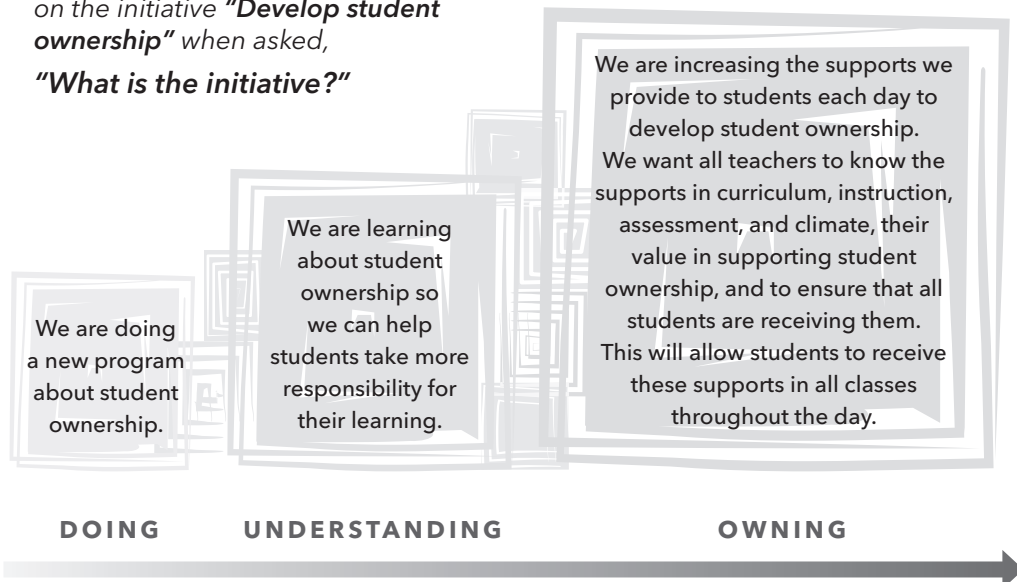 on the initiative “Develop student
ownership” when asked,
“What is the initiative?”
We are doing
a new program
about student
ownership.
We are learning
about student
ownership so
we can help
students take more
responsibility for
their learning.
We are increasing the supports we
provide to students each day to
develop student ownership.
We want all teachers to know the
supports in curriculum, instruction,
assessment, and climate, their
value in supporting student
ownership, and to ensure that all
students are receiving them.
This will allow students to receive
these supports in all classes
throughout the day.
DOING
UNDERSTANDING
OWNING